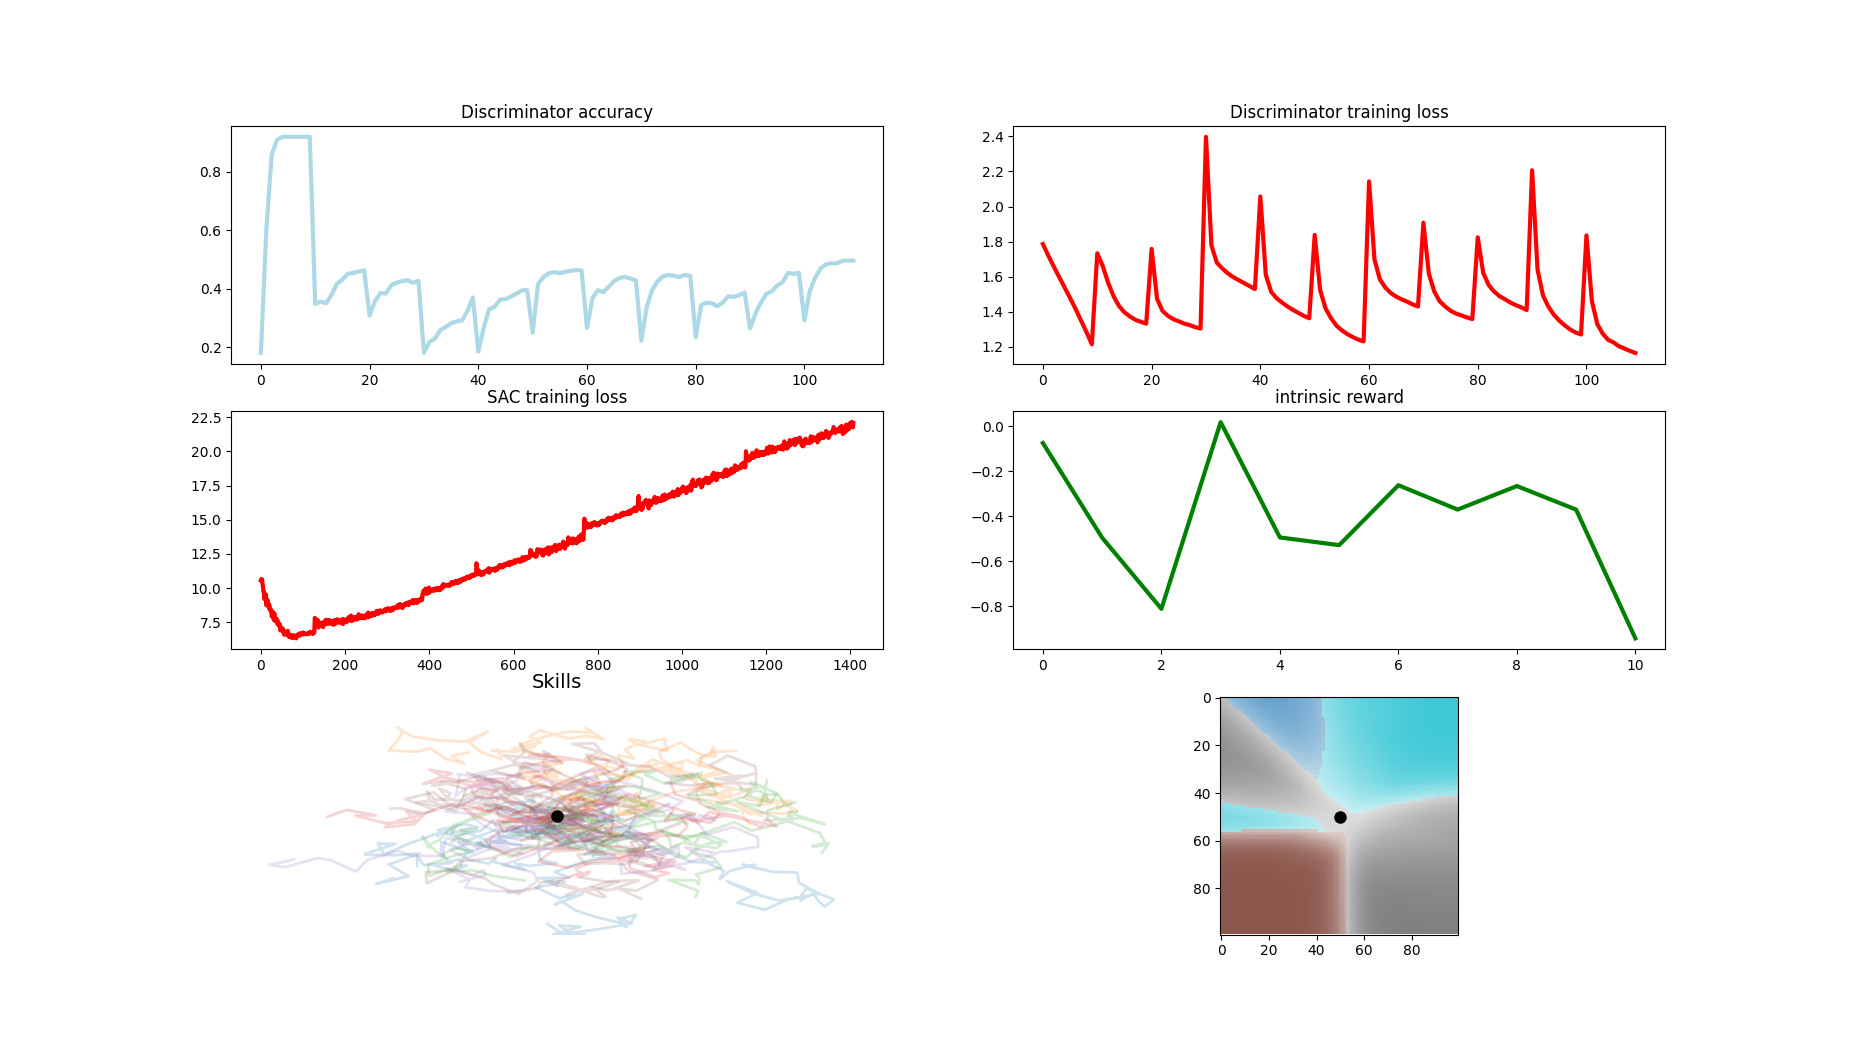 Discriminator accuracy
0.8
0.6
0.4
0.2
0 20 40 60 80 100
Discriminator training loss
2.4
2.2
2.0
1.8
1.6
1.4
1.2
0 20 40 60 80 100
SAC training loss
22.5
20.0
17.5
15.0
12.5
10.0
7.5
0 200 400 600 800 1000 1200 1400
intrinsic reward
0.0
−0.2
−0.4
−0.6
−0.8
0 2 4 6 8 10
Skills
0
20
40
60
80
0 20 40 60 80